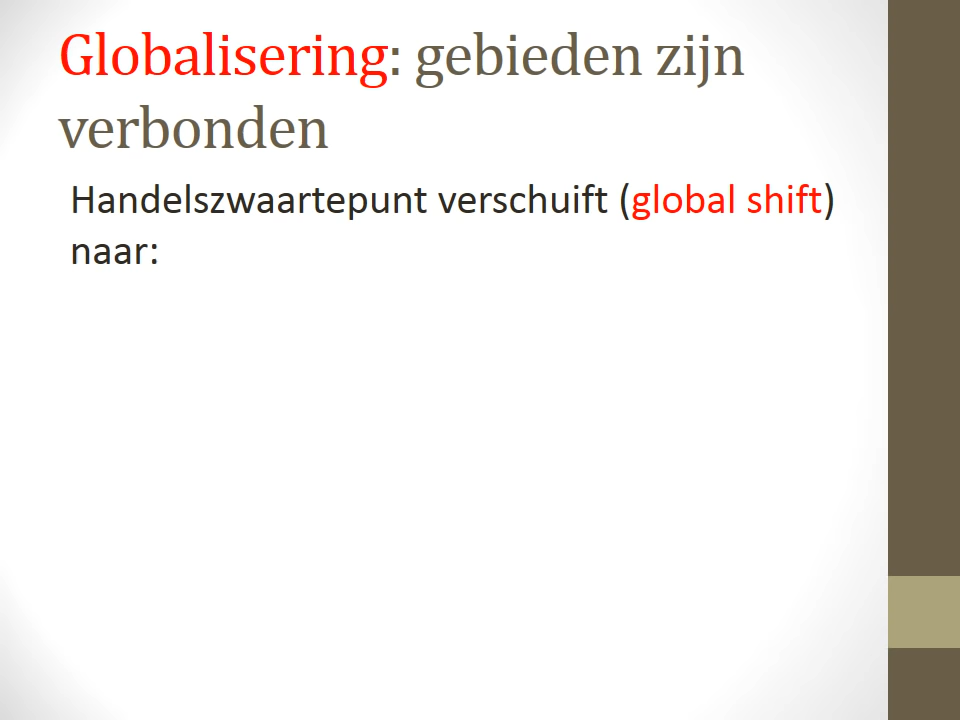 Globalisering: gebieden zijn
verbonden
Handelszwaartepunt verschuift (global shift)
naar: